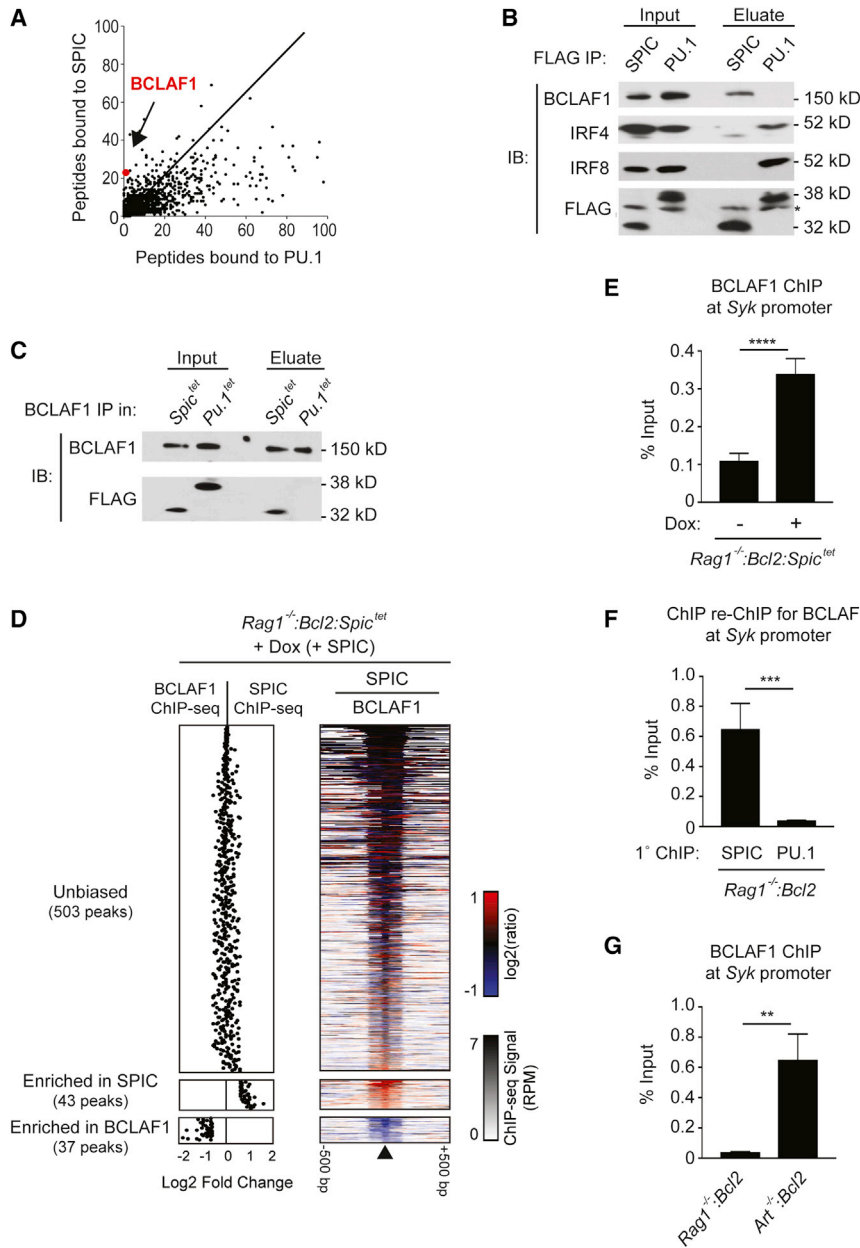 A
Peptides bound to SPIC
100
80
60
40
20
0
BCLAF1
0 20 40 60 80 100
Peptides bound to PU.1
B
Input Eluate
FLAG IP: SPIC PU.1 SPIC PU.1
IB:
BCLAF1 - 150 kD
IRF4 - 52 kD
IRF8 - 52 kD
FLAG - 38 kD
*
- 32 kD
C
Input Eluate
BCLAF1 IP in: Spic^tet Pu.1^tet Spic^tet Pu.1^tet
IB:
BCLAF1 - 150 kD
FLAG - 38 kD
- 32 kD
D
Rag1^-/-:Bcl2:Spic^tet
+ Dox (+ SPIC)
BCLAF1 ChIP-seq
SPIC ChIP-seq
SPIC
BCLAF1
Unbiased
(503 peaks)
Enriched in SPIC
(43 peaks)
Enriched in BCLAF1
(37 peaks)
-2 -1 0 1 2
Log2 Fold Change
-500 bp
+500 bp
1
-1
log2(ratio)
7
0
ChIP-seq Signal
(RPM)
E
BCLAF1 ChIP
at Syk promoter
****
% Input
0.4
0.3
0.2
0.1
0
Dox: - +
Rag1^-/-:Bcl2:Spic^tet
F
ChIP re-ChIP for BCLAF
at Syk promoter
***
% Input
1.0
0.8
0.6
0.4
0.2
0
1° ChIP: SPIC PU.1
Rag1^-/-:Bcl2
G
BCLAF1 ChIP
at Syk promoter
**
% Input
1.0
0.8
0.6
0.4
0.2
0
Rag1^-/-:Bcl2
Art^-/-:Bcl2